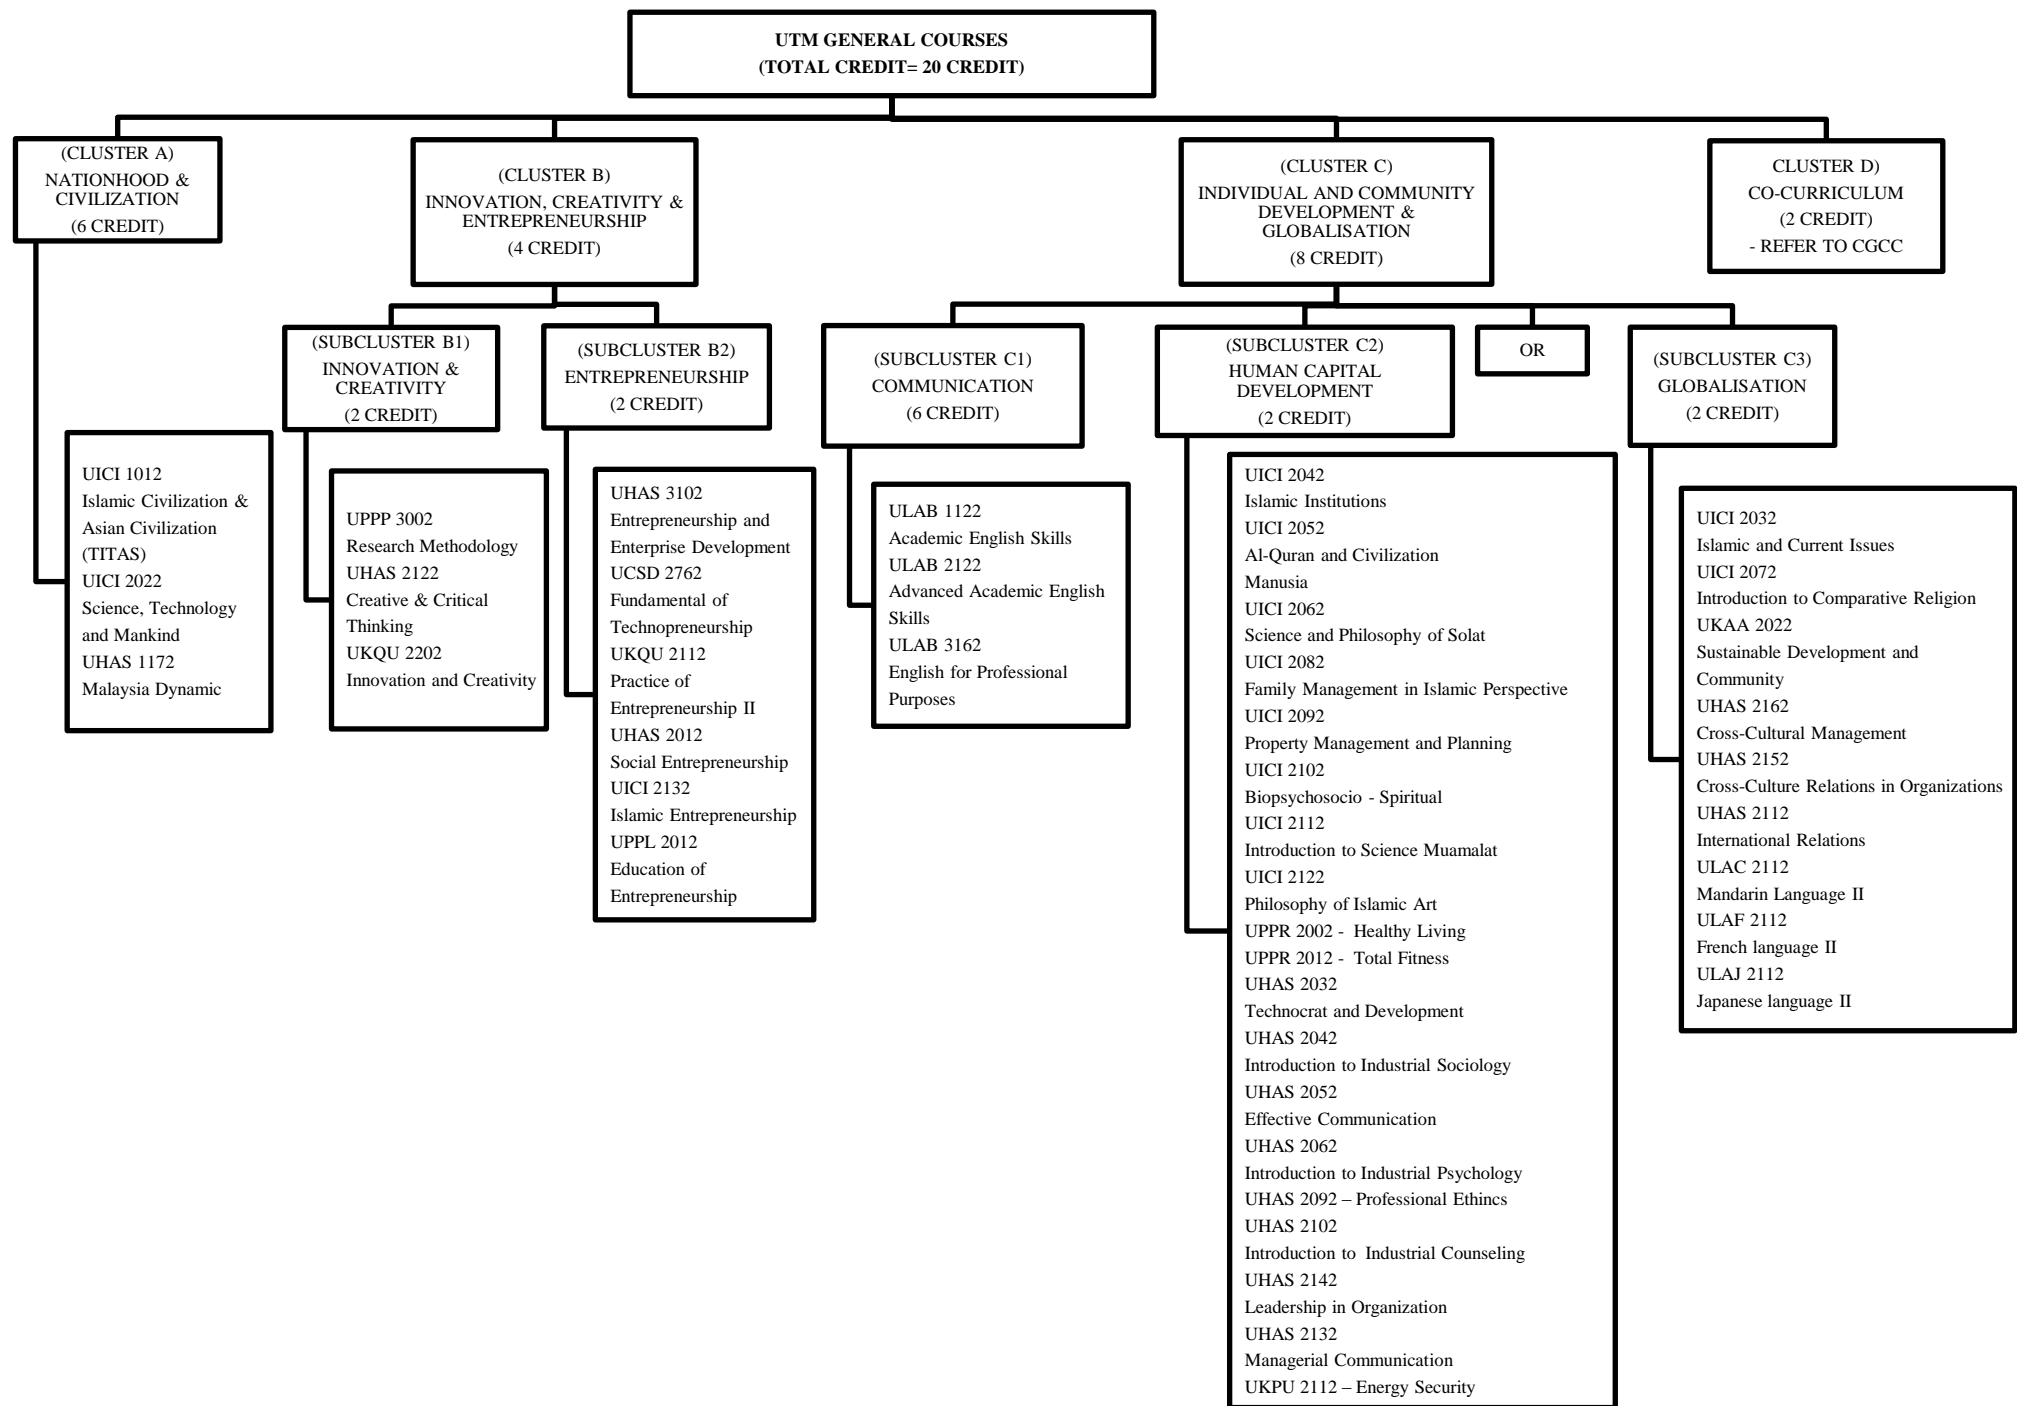 UTM GENERAL COURSES
(TOTAL CREDIT= 20 CREDIT)
(CLUSTER A)
NATIONHOOD &
CIVILIZATION
(6 CREDIT)
(CLUSTER B)
INNOVATION, CREATIVITY &
ENTREPRENEURSHIP
(4 CREDIT)
(CLUSTER C)
INDIVIDUAL AND COMMUNITY
DEVELOPMENT &
GLOBALISATION
(8 CREDIT)
CLUSTER D)
CO-CURRICULUM
(2 CREDIT)
- REFER TO CGCC
(SUBCLUSTER B1)
INNOVATION &
CREATIVITY
(2 CREDIT)
(SUBCLUSTER B2)
ENTREPRENEURSHIP
(2 CREDIT)
(SUBCLUSTER C1)
COMMUNICATION
(6 CREDIT)
(SUBCLUSTER C2)
HUMAN CAPITAL
DEVELOPMENT
(2 CREDIT)
OR
(SUBCLUSTER C3)
GLOBALISATION
(2 CREDIT)
UICI 1012
Islamic Civilization &
Asian Civilization
(TITAS)
UICI 2022
Science, Technology
and Mankind
UHAS 1172
Malaysia Dynamic
UPPP 3002
Research Methodology
UHAS 2122
Creative & Critical
Thinking
UKQU 2202
Innovation and Creativity
UHAS 3102
Entrepreneurship and
Enterprise Development
UCSD 2762
Fundamental of
Technopreneurship
UKQU 2112
Practice of
Entrepreneurship II
UHAS 2012
Social Entrepreneurship
UICI 2132
Islamic Entrepreneurship
UPPL 2012
Education of
Entrepreneurship
ULAB 1122
Academic English Skills
ULAB 2122
Advanced Academic English
Skills
ULAB 3162
English for Professional
Purposes
UICI 2042
Islamic Institutions
UICI 2052
Al-Quran and Civilization
Manusia
UICI 2062
Science and Philosophy of Solat
UICI 2082
Family Management in Islamic Perspective
UICI 2092
Property Management and Planning
UICI 2102
Biopsychosocio - Spiritual
UICI 2112
Introduction to Science Muamalat
UICI 2122
Philosophy of Islamic Art
UPPR 2002 - Healthy Living
UPPR 2012 - Total Fitness
UHAS 2032
Technocrat and Development
UHAS 2042
Introduction to Industrial Sociology
UHAS 2052
Effective Communication
UHAS 2062
Introduction to Industrial Psychology
UHAS 2092 – Professional Ethincs
UHAS 2102
Introduction to Industrial Counseling
UHAS 2142
Leadership in Organization
UHAS 2132
Managerial Communication
UKPU 2112 – Energy Security
UICI 2032
Islamic and Current Issues
UICI 2072
Introduction to Comparative Religion
UKAA 2022
Sustainable Development and
Community
UHAS 2162
Cross-Cultural Management
UHAS 2152
Cross-Culture Relations in Organizations
UHAS 2112
International Relations
ULAC 2112
Mandarin Language II
ULAF 2112
French language II
ULAJ 2112
Japanese language II